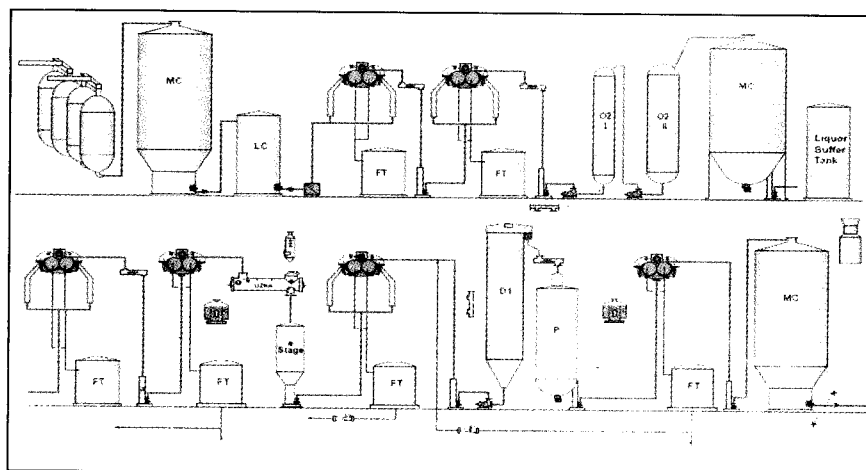 MC
LC
FT
FT
O2
I
O2
II
MC
Liquor
Buffer
Tank
FT
FT
Stage
FT
D1
P
FT
MC